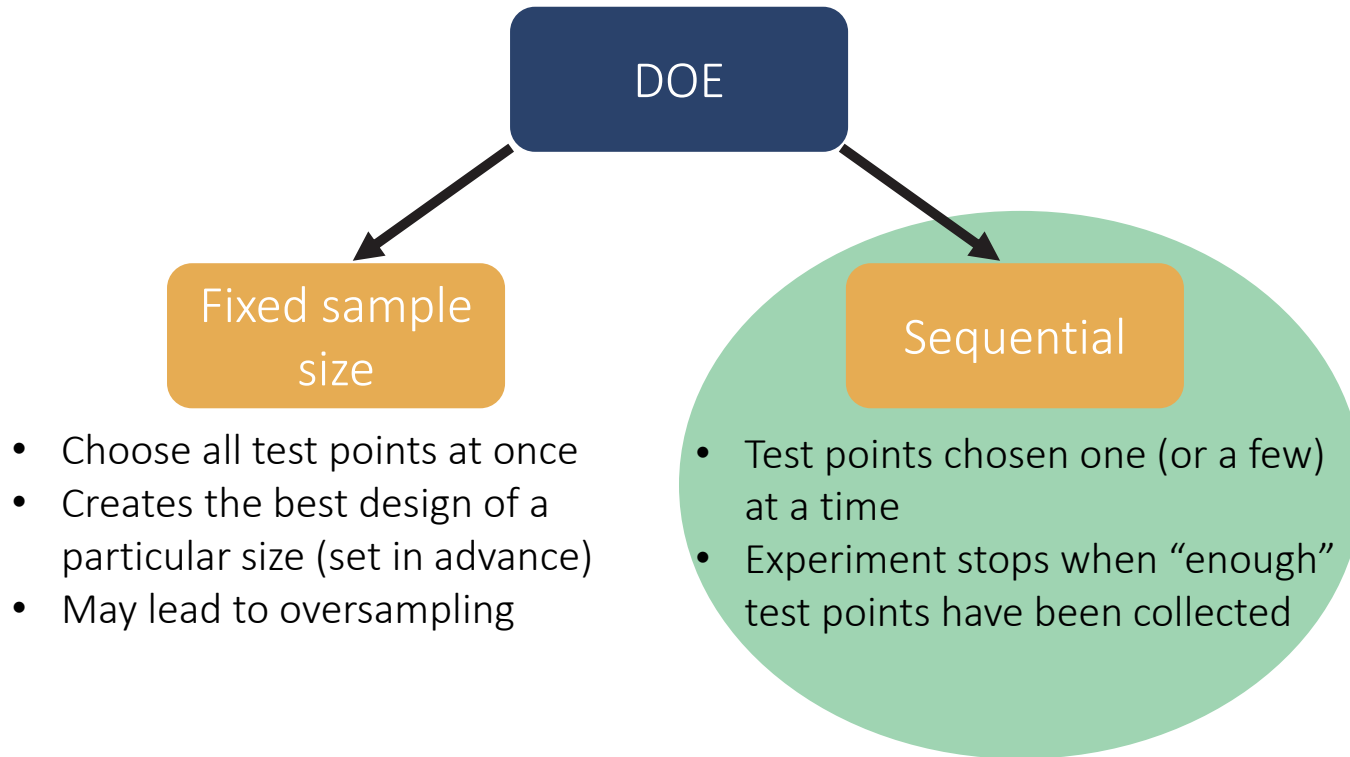 DOE
Fixed sample
size
• Choose all test points at once
• Creates the best design of a
particular size (set in advance)
• May lead to oversampling
Sequential
• Test points chosen one (or a few)
at a time
• Experiment stops when “enough”
test points have been collected